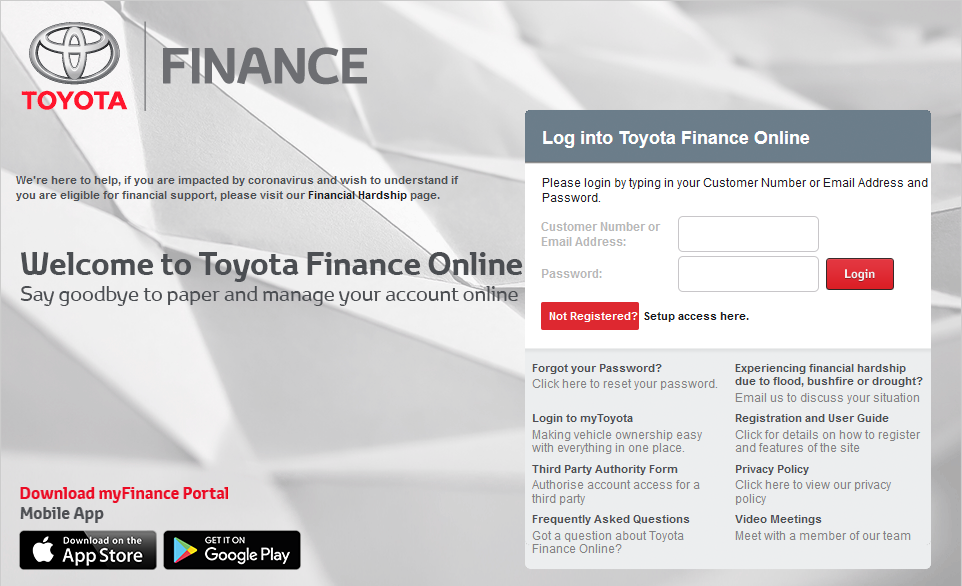 TOYOTA
FINANCE
We're here to help, if you are impacted by coronavirus and wish to understand if
you are eligible for financial support, please visit our Financial Hardship page.
Welcome to Toyota Finance Online
Say goodbye to paper and manage your account online
Download myFinance Portal
Mobile App
Download on the
App Store
GET IT ON
Google Play
Log into Toyota Finance Online
Please login by typing in your Customer Number or Email Address and
Password.
Customer Number or
Email Address:
Password:
Login
Not Registered? Setup access here.
Forgot your Password?
Click here to reset your password.
Experiencing financial hardship
due to flood, bushfire or drought?
Email us to discuss your situation
Login to myToyota
Making vehicle ownership easy
with everything in one place.
Registration and User Guide
Click for details on how to register
and features of the site
Third Party Authority Form
Authorise account access for a
third party
Privacy Policy
Click here to view our privacy
policy
Frequently Asked Questions
Got a question about Toyota
Finance Online?
Video Meetings
Meet with a member of our team